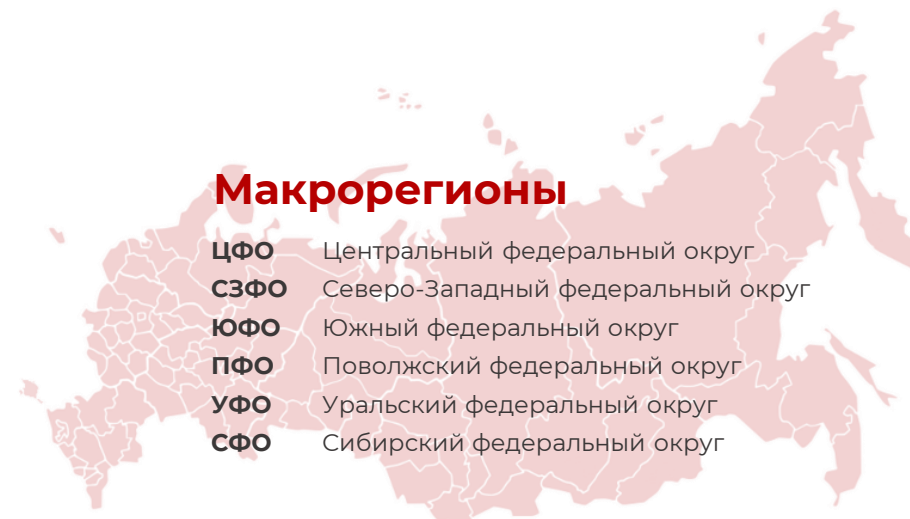 Макрорегионы
ЦФО Центральный федеральный округ
СЗФО Северо-Западный федеральный округ
ЮФО Южный федеральный округ
ПФО Поволжский федеральный округ
УФО Уральский федеральный округ
СФО Сибирский федеральный округ